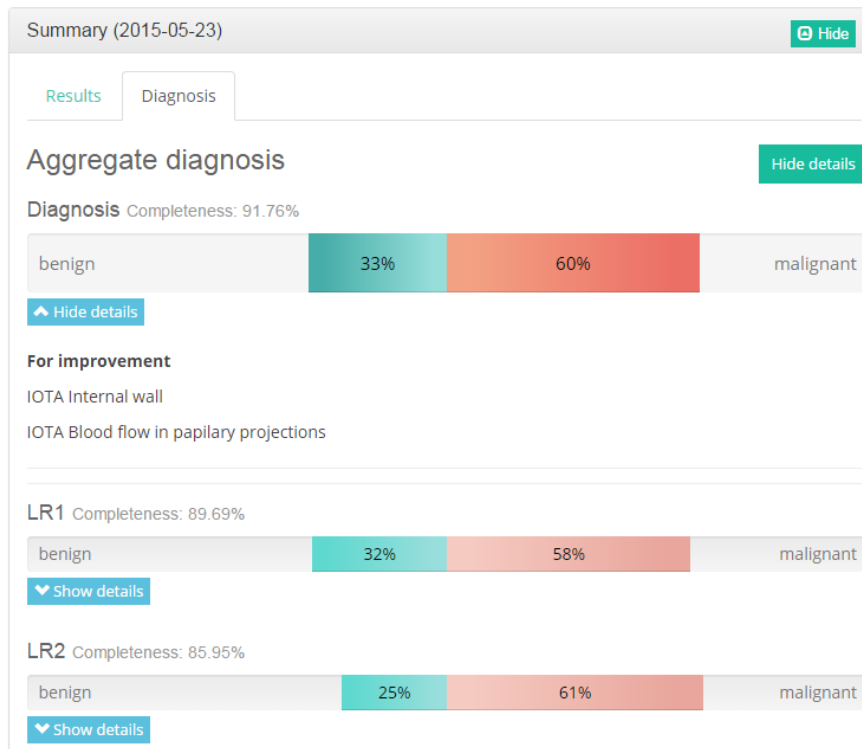 Summary (2015-05-23)
Hide
Results Diagnosis
Aggregate diagnosis
Hide details
Diagnosis Completeness: 91.76%
benign 33% 60% malignant
Hide details
For improvement
IOTA Internal wall
IOTA Blood flow in papilary projections
LR1 Completeness: 89.69%
benign 32% 58% malignant
Show details
LR2 Completeness: 85.95%
benign 25% 61% malignant
Show details